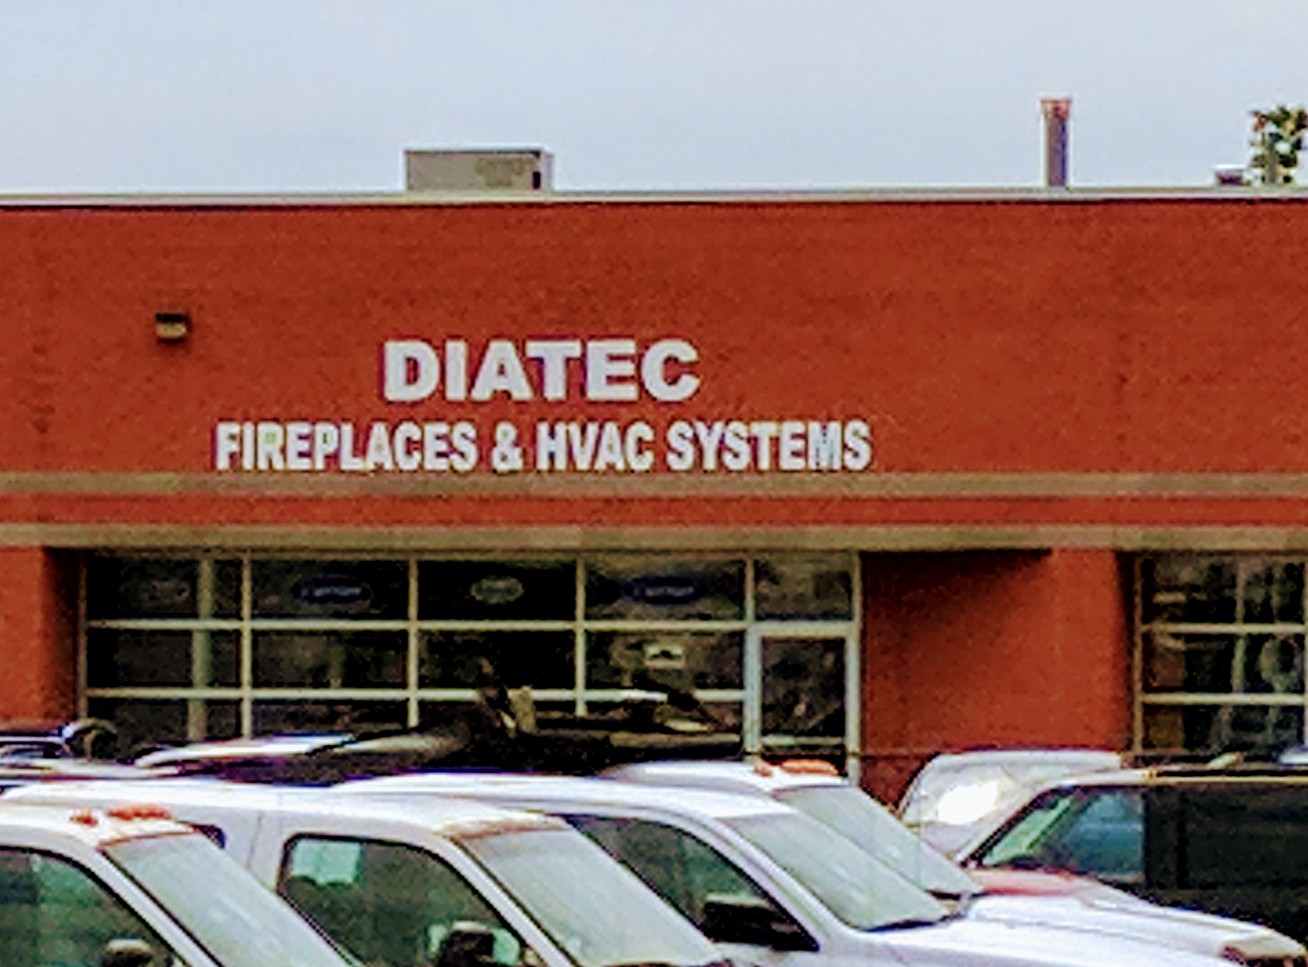 DIATEC
FIREPLACES & HVAC SYSTEMS